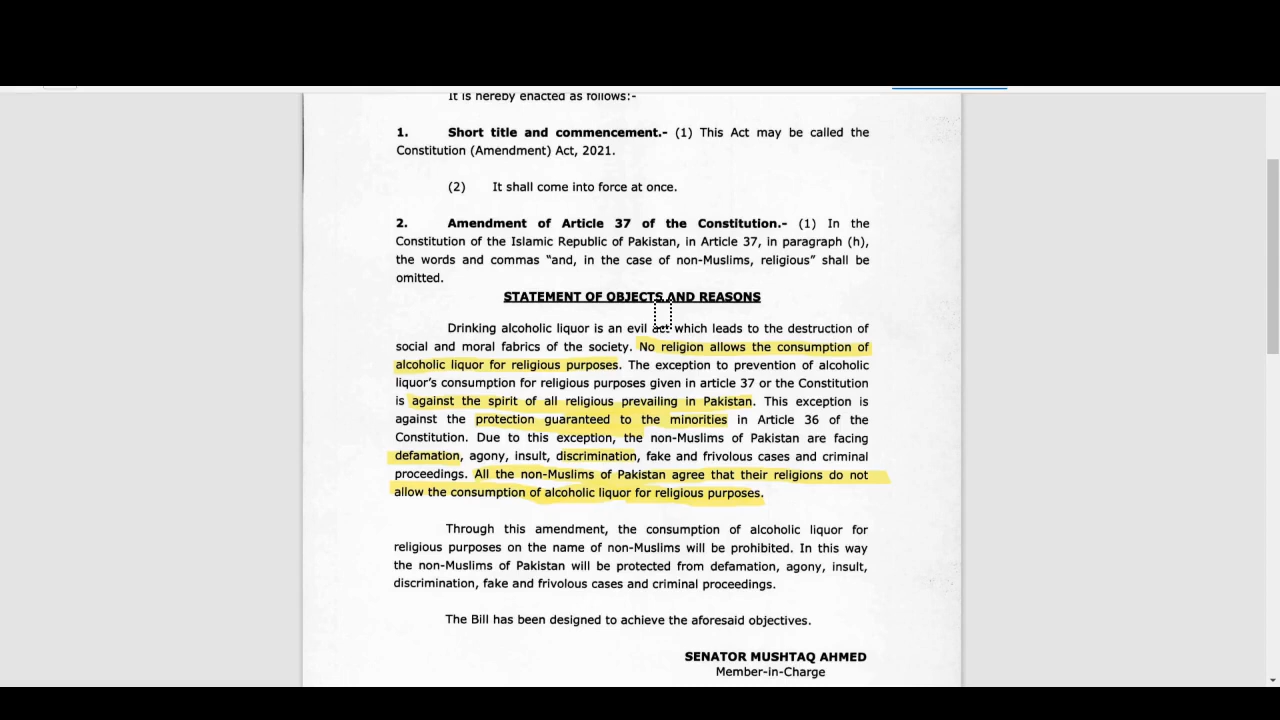 It is hereby enacted as follows:-
1. Short title and commencement.- (1) This Act may be called the
Constitution (Amendment) Act, 2021.
(2) It shall come into force at once.
2. Amendment of Article 37 of the Constitution.- (1) In the
Constitution of the Islamic Republic of Pakistan, in Article 37, in paragraph (h),
the words and commas “and, in the case of non-Muslims, religious” shall be
omitted.
STATEMENT OF OBJECTS AND REASONS
Drinking alcoholic liquor is an evil act which leads to the destruction of
social and moral fabrics of the society. No religion allows the consumption of
alcoholic liquor for religious purposes. The exception to prevention of alcoholic
liquor’s consumption for religious purposes given in article 37 or the Constitution
is against the spirit of all religious prevailing in Pakistan. This exception is
against the protection guaranteed to the minorities in Article 36 of the
Constitution. Due to this exception, the non-Muslims of Pakistan are facing
defamation, agony, insult, discrimination, fake and frivolous cases and criminal
proceedings. All the non-Muslims of Pakistan agree that their religions do not
allow the consumption of alcoholic liquor for religious purposes.
Through this amendment, the consumption of alcoholic liquor for
religious purposes on the name of non-Muslims will be prohibited. In this way
the non-Muslims of Pakistan will be protected from defamation, agony, insult,
discrimination, fake and frivolous cases and criminal proceedings.
The Bill has been designed to achieve the aforesaid objectives.
SENATOR MUSHTAQ AHMED
Member-in-Charge